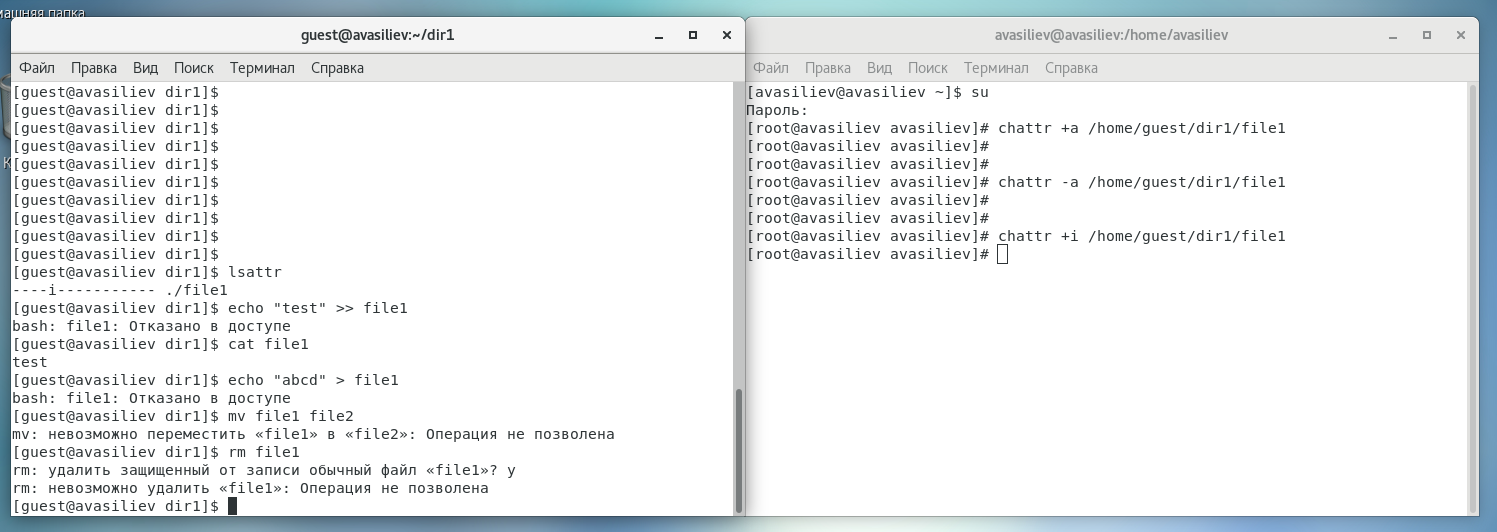 машняя папка
guest@avasiliev:~/dir1
Файл Правка Вид Поиск Терминал Справка
[guest@avasiliev dir1]$
[guest@avasiliev dir1]$
[guest@avasiliev dir1]$
[guest@avasiliev dir1]$
[guest@avasiliev dir1]$
[guest@avasiliev dir1]$
[guest@avasiliev dir1]$
[guest@avasiliev dir1]$
[guest@avasiliev dir1]$
[guest@avasiliev dir1]$
[guest@avasiliev dir1]$ lsattr
----i----------- ./file1
[guest@avasiliev dir1]$ echo "test" >> file1
bash: file1: Отказано в доступе
[guest@avasiliev dir1]$ cat file1
test
[guest@avasiliev dir1]$ echo "abcd" > file1
bash: file1: Отказано в доступе
[guest@avasiliev dir1]$ mv file1 file2
mv: невозможно переместить «file1» в «file2»: Операция не позволена
[guest@avasiliev dir1]$ rm file1
rm: удалить защищенный от записи обычный файл «file1»? y
rm: невозможно удалить «file1»: Операция не позволена
[guest@avasiliev dir1]$
avasiliev@avasiliev:/home/avasiliev
Файл Правка Вид Поиск Терминал Справка
[avasiliev@avasiliev ~]$ su
Пароль:
[root@avasiliev avasiliev]# chattr +a /home/guest/dir1/file1
[root@avasiliev avasiliev]#
[root@avasiliev avasiliev]#
[root@avasiliev avasiliev]# chattr -a /home/guest/dir1/file1
[root@avasiliev avasiliev]#
[root@avasiliev avasiliev]#
[root@avasiliev avasiliev]# chattr +i /home/guest/dir1/file1
[root@avasiliev avasiliev]#